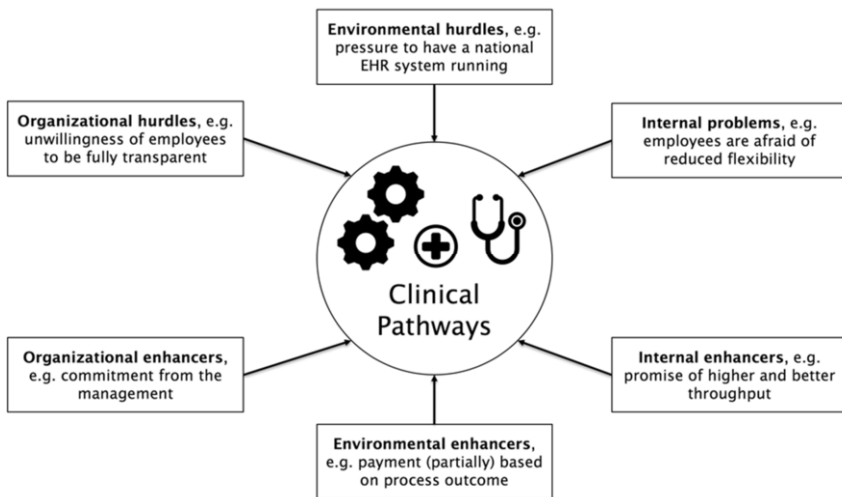 Environmental hurdles, e.g.
pressure to have a national
EHR system running
Organizational hurdles, e.g.
unwillingness of employees
to be fully transparent
Internal problems, e.g.
employees are afraid of
reduced flexibility
Clinical
Pathways
Organizational enhancers,
e.g. commitment from the
management
Internal enhancers, e.g.
promise of higher and better
throughput
Environmental enhancers,
e.g. payment (partially) based
on process outcome